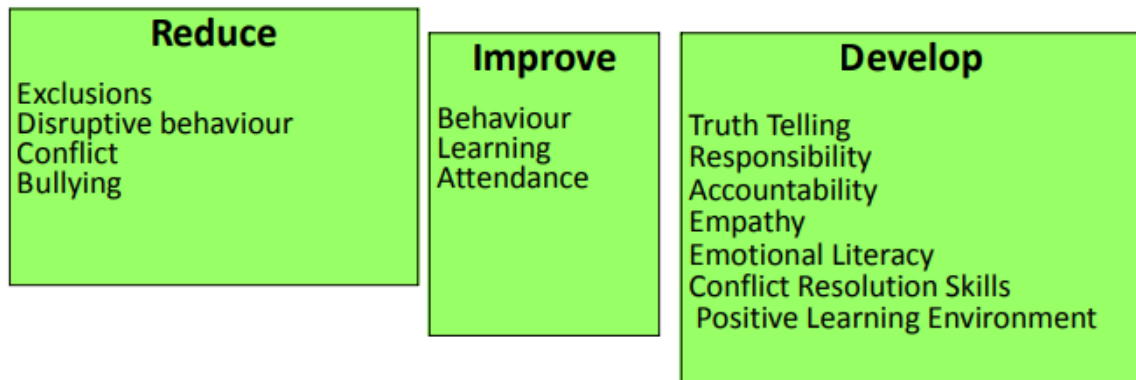 Reduce
Exclusions
Disruptive behaviour
Conflict
Bullying
Improve
Behaviour
Learning
Attendance
Develop
Truth Telling
Responsibility
Accountability
Empathy
Emotional Literacy
Conflict Resolution Skills
Positive Learning Environment